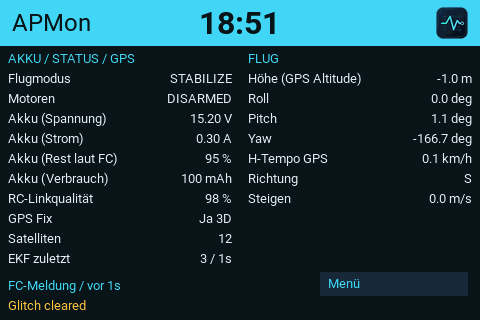 APMon 18:51
AKKU / STATUS / GPS
Flugmodus STABILIZE
Motoren DISARMED
Akku (Spannung) 15.20 V
Akku (Strom) 0.30 A
Akku (Rest laut FC) 95 %
Akku (Verbrauch) 100 mAh
RC-Linkqualität 98 %
GPS Fix Ja 3D
Satelliten 12
EKF zuletzt 3 / 1s
FC-Meldung / vor 1s
Glitch cleared
FLUG
Höhe (GPS Altitude) -1.0 m
Roll 0.0 deg
Pitch 1.1 deg
Yaw -166.7 deg
H-Tempo GPS 0.1 km/h
Richtung S
Steigen 0.0 m/s
Menü